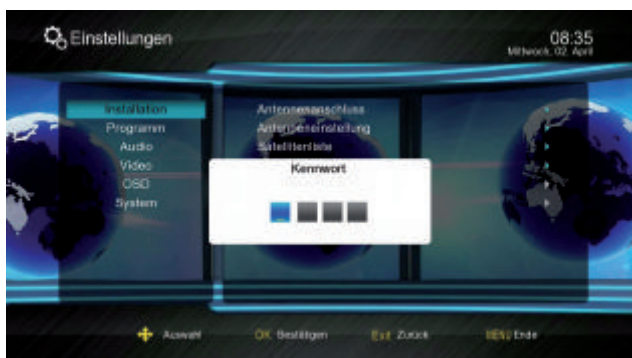 Einstellungen
08:35
Mittwoch, 02. April
Installation
Programm
Audio
Video
OSD
System
Antennenanschluss
Antenneneinstellung
Satellitenliste
Kennwort
Auswahl
OK Bestätigen
Exit Zurück
MENU Ende